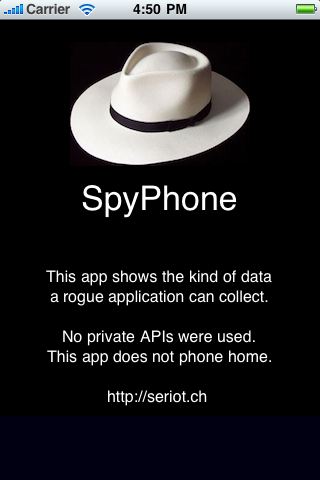 Carrier 4:50 PM
SpyPhone
This app shows the kind of data
a rogue application can collect.
No private APIs were used.
This app does not phone home.
http://seriot.ch